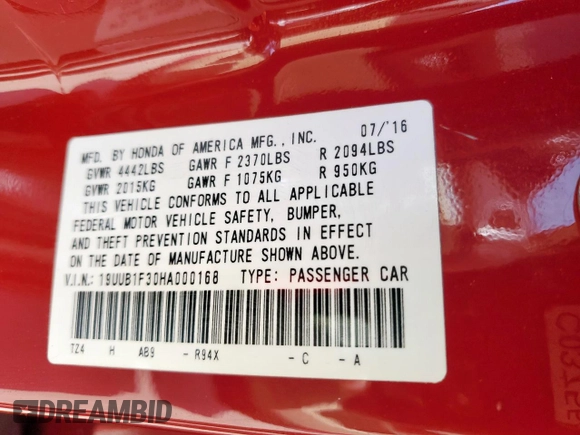 MFD. BY HONDA OF AMERICA MFG., INC. 07/'16
GVWR 4442LBS GAWR F 2370LBS R 2094LBS
GVWR 2015KG GAWR F 1075KG R 950KG
THIS VEHICLE CONFORMS TO ALL APPLICABLE
FEDERAL MOTOR VEHICLE SAFETY, BUMPER,
AND THEFT PREVENTION STANDARDS IN EFFECT
ON THE DATE OF MANUFACTURE SHOWN ABOVE.
V.I.N.: 19UUB1F30HA000168 TYPE: PASSENGER CAR
TZ4 H AB9 - R94X - C - A
DREAMBID